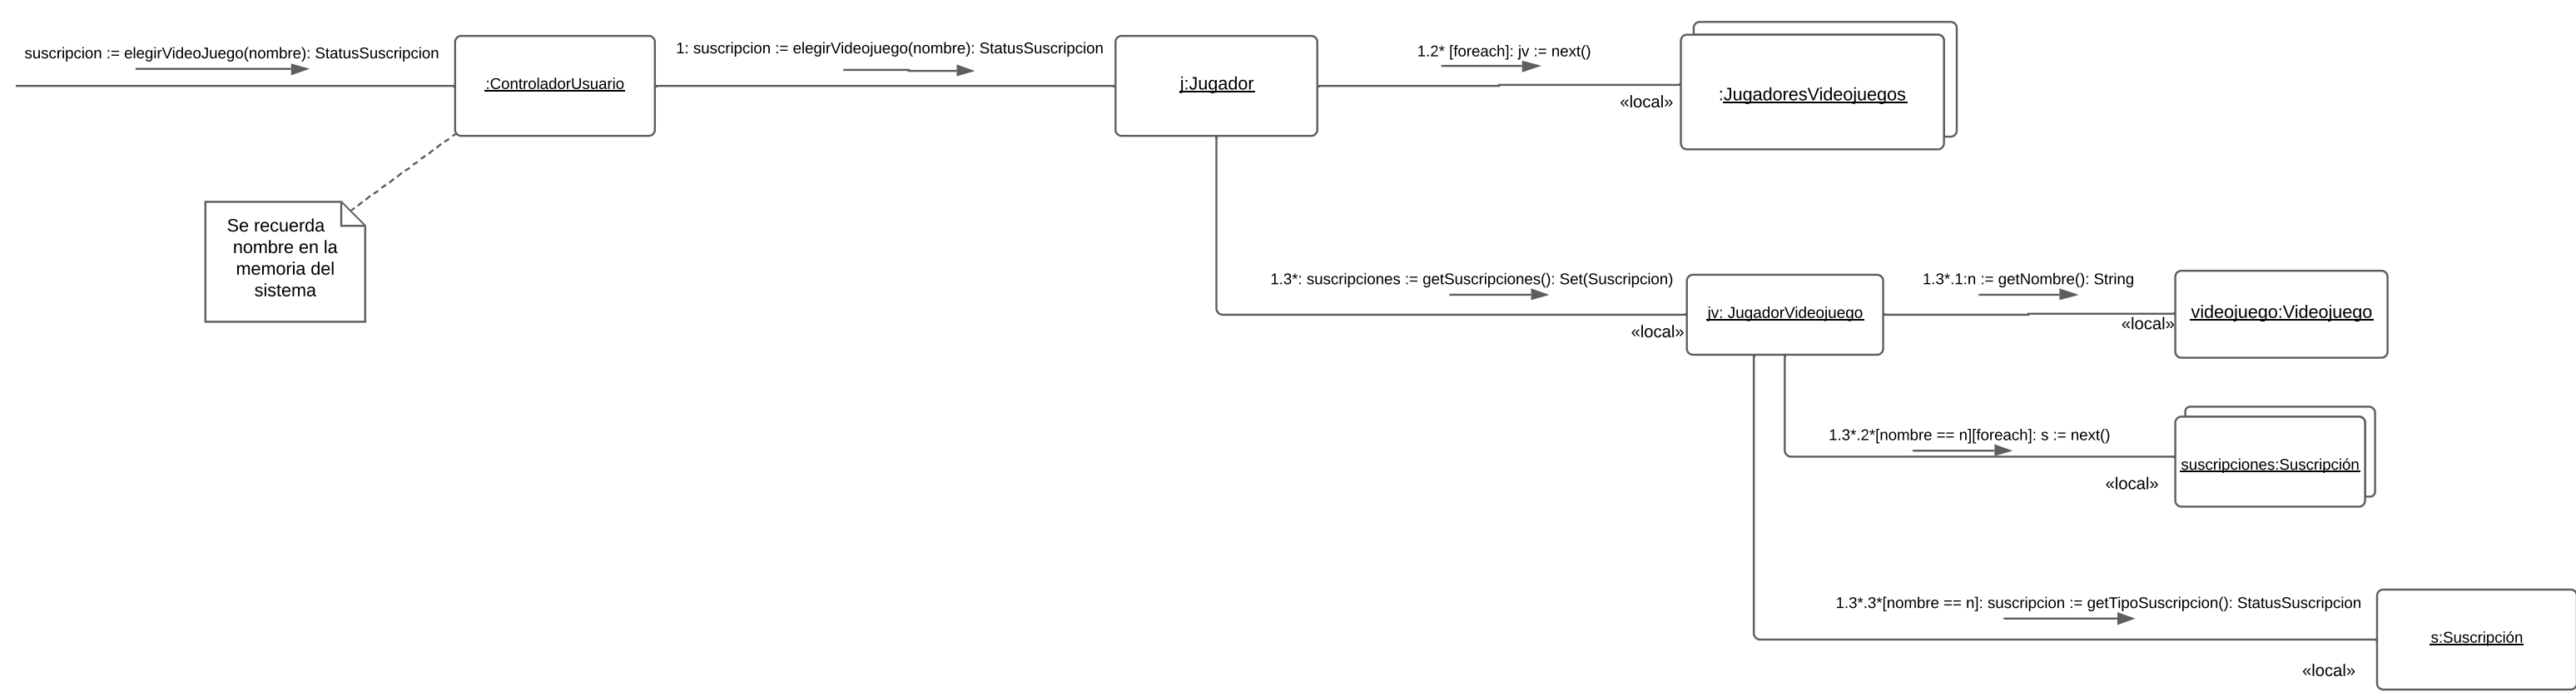 suscripcion := elegirVideoJuego(nombre): StatusSuscripcion
:ControladorUsuario
1: suscripcion := elegirVideojuego(nombre): StatusSuscripcion
j:Jugador
1.2* [foreach]: jv := next()
«local»
:JugadoresVideojuegos
Se recuerda
nombre en la
memoria del
sistema
1.3*: suscripciones := getSuscripciones(): Set(Suscripcion)
«local»
jv: JugadorVideojuego
1.3*.1:n := getNombre(): String
«local»
videojuego:Videojuego
1.3*.2*[nombre == n][foreach]: s := next()
«local»
suscripciones:Suscripción
1.3*.3*[nombre == n]: suscripcion := getTipoSuscripcion(): StatusSuscripcion
«local»
s:Suscripción